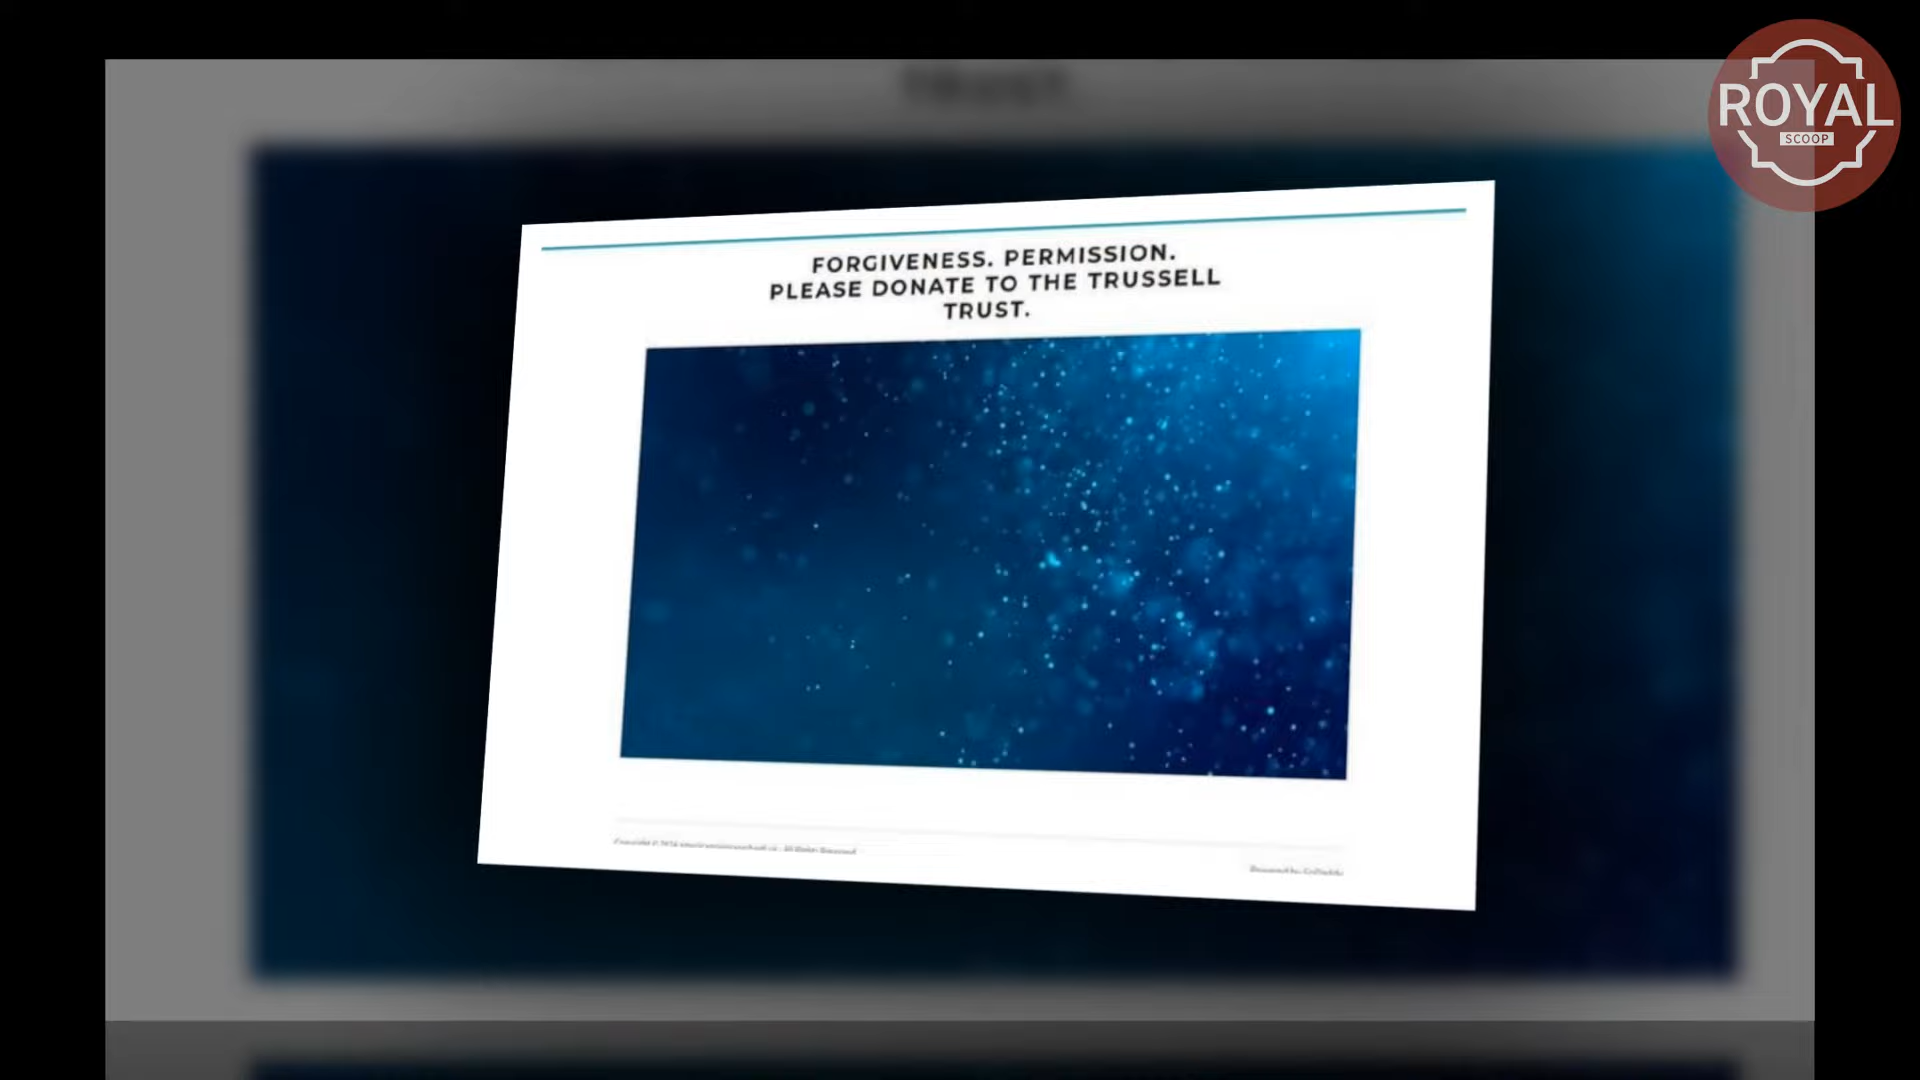 ROYAL
SCOOP
FORGIVENESS. PERMISSION.
PLEASE DONATE TO THE TRUSSELL
TRUST.